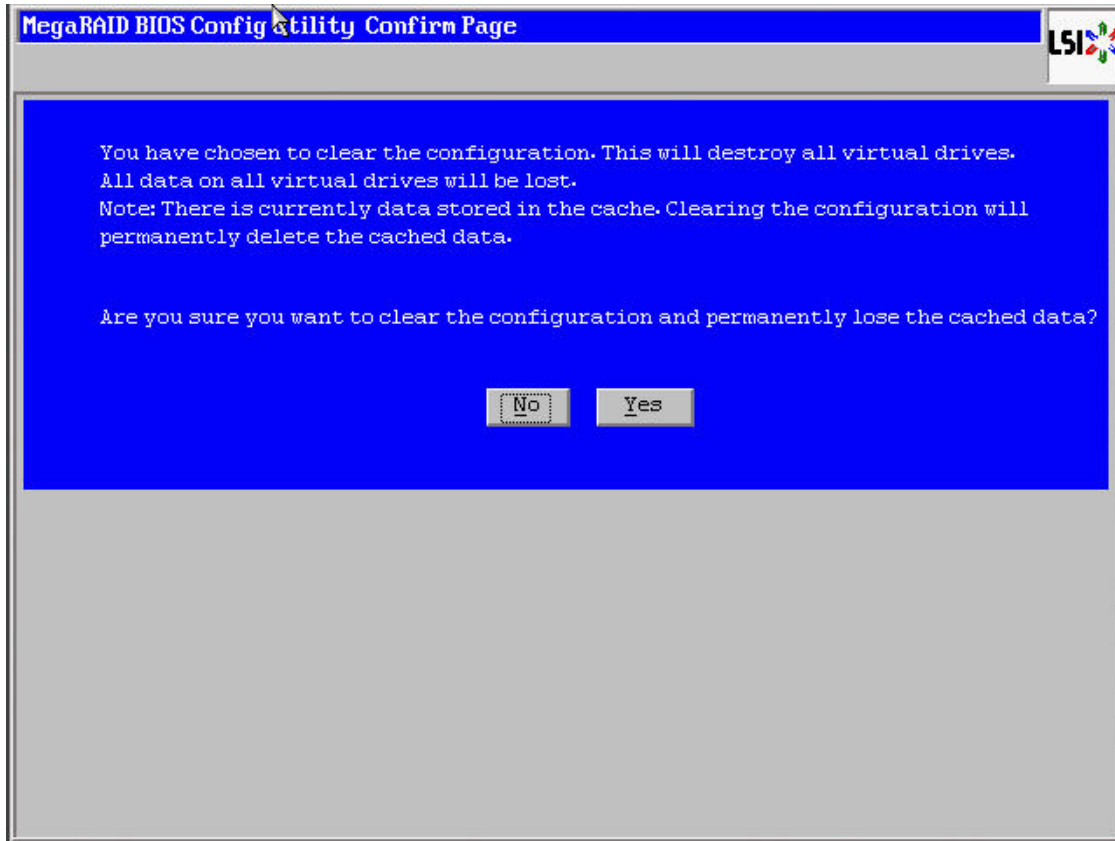 MegaRAID BIOS Config Utility Confirm Page
LSI
You have chosen to clear the configuration. This will destroy all virtual drives.
All data on all virtual drives will be lost.
Note: There is currently data stored in the cache. Clearing the configuration will
permanently delete the cached data.
Are you sure you want to clear the configuration and permanently lose the cached data?
No Yes